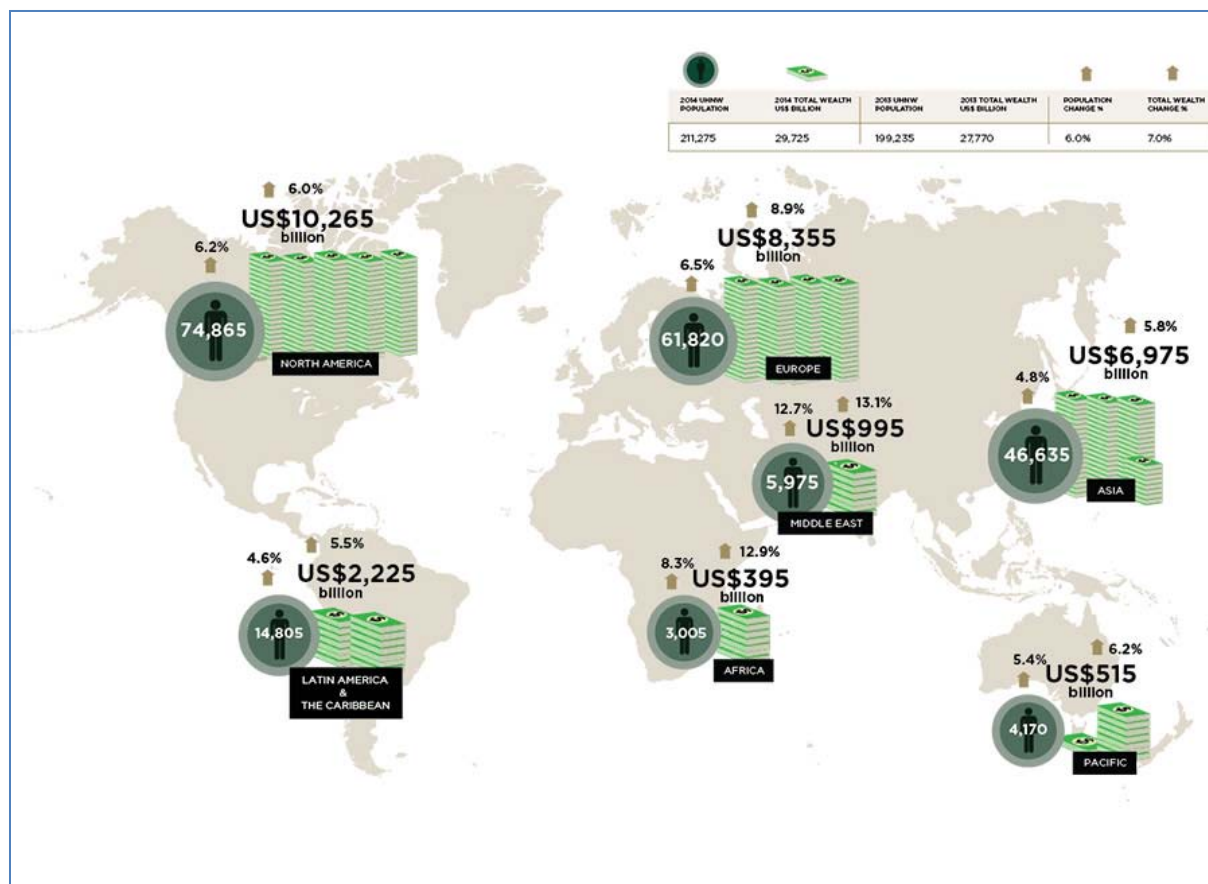 2014 UHNW
POPULATION
2014 TOTAL WEALTH
US$ BILLION
2013 UHNW
POPULATION
2013 TOTAL WEALTH
US$ BILLION
POPULATION
CHANGE %
TOTAL WEALTH
CHANGE %
211,275 29,725 199,235 27,770 6.0% 7.0%
6.0%
US$10,265
billion
6.2%
74,865
NORTH AMERICA
8.9%
US$8,355
billion
6.5%
61,820
EUROPE
5.8%
US$6,975
billion
4.8%
46,635
ASIA
13.1%
12.7%
US$995
billion
5,975
MIDDLE EAST
5.5%
4.6%
US$2,225
billion
14,805
LATIN AMERICA
&
THE CARIBBEAN
12.9%
8.3%
US$395
billion
3,005
AFRICA
6.2%
5.4%
US$515
billion
4,170
PACIFIC